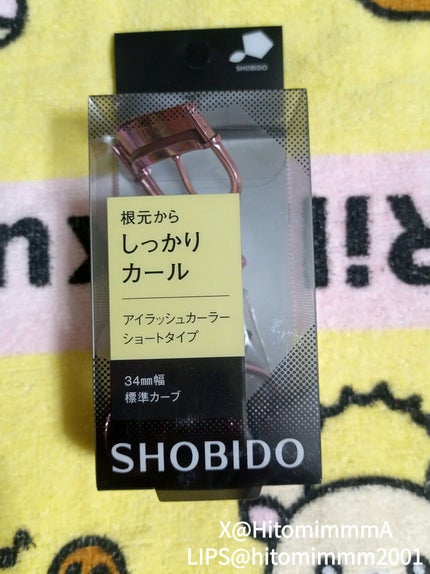 SHOBIDO
根元から
しっかり
カール
アイラッシュカーラー
ショートタイプ
34mm幅
標準カーブ
SHOBIDO
X@HitomimmmA
LIPS@hitomimmm2001